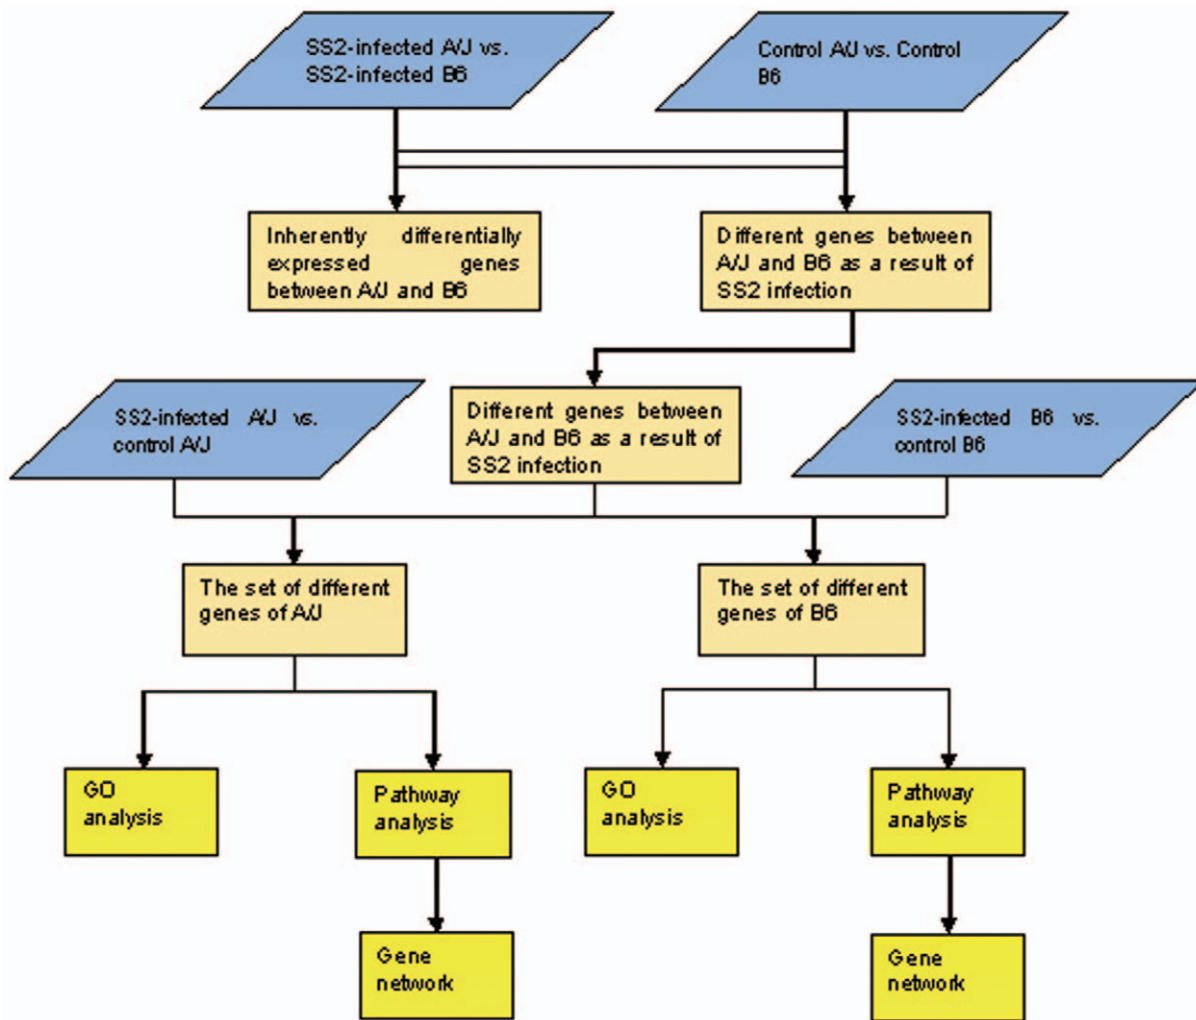 SS2-infected A/J vs.
SS2-infected B6
Control A/J vs. Control
B6
Inherently differentially
expressed genes
between A/J and B6
Different genes between
A/J and B6 as a result of
SS2 infection
SS2-infected A/J vs.
control A/J
Different genes between
A/J and B6 as a result of
SS2 infection
SS2-infected B6 vs.
control B6
The set of different
genes of A/J
The set of different
genes of B6
GO
analysis
Pathway
analysis
GO
analysis
Pathway
analysis
Gene
network
Gene
network